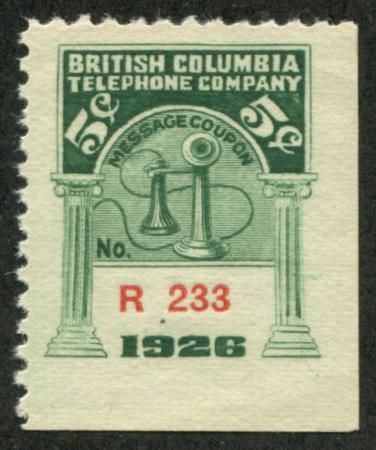 BRITISH COLUMBIA
TELEPHONE COMPANY
5¢ 5¢
MESSAGE COUPON
No.
R 233
1926